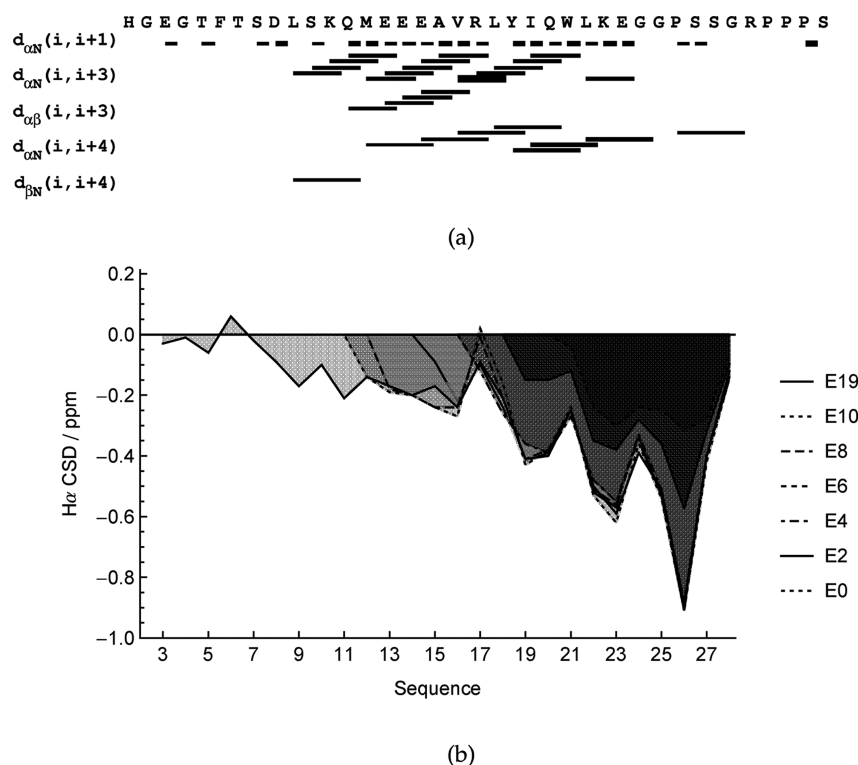 H G E G T F T S D L S K Q M E E E A V R L Y I Q W L K E G G P S S G R P P P S
dαN(i,i+1)
dαN(i,i+3)
dαβ(i,i+3)
dαN(i,i+4)
dβN(i,i+4)
(a)
0.2
0.0
−0.2
−0.4
−0.6
−0.8
−1.0
Hα CSD / ppm
3 5 7 9 11 13 15 17 19 21 23 25 27
Sequence
E19
E10
E8
E6
E4
E2
E0
(b)